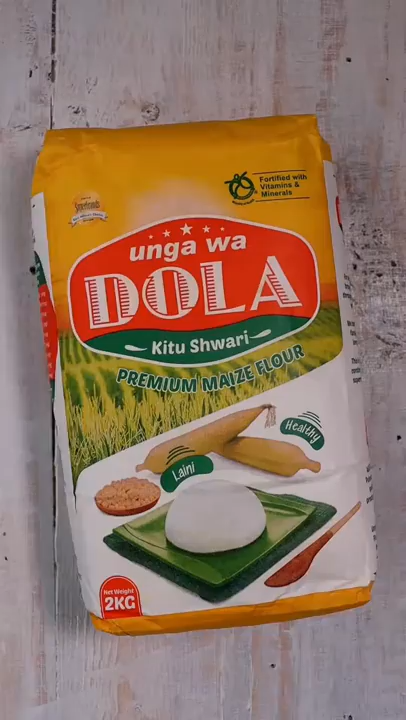 Fortified with
Vitamins &
Minerals
unga wa
DOLA
Kitu Shwari
PREMIUM MAIZE FLOUR
Healthy
Laini
Net Weight
2KG